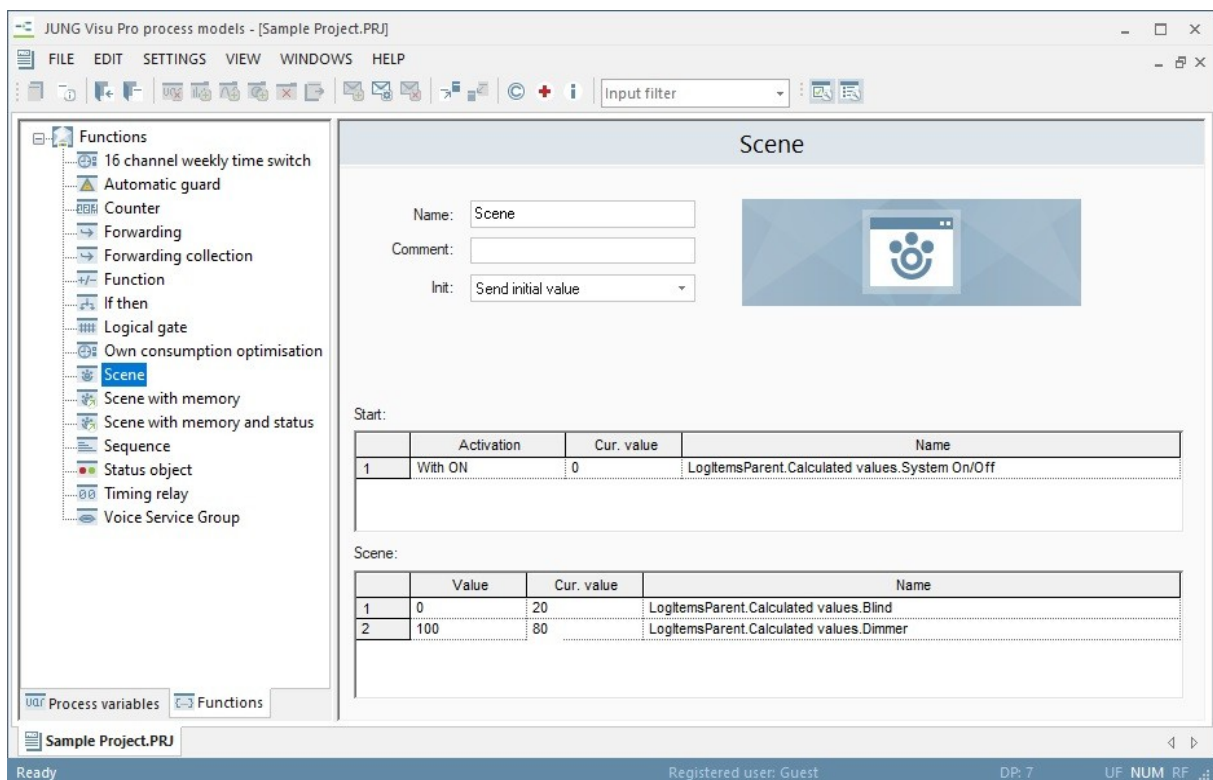 JUNG Visu Pro process models - [Sample Project.PRJ]
FILE EDIT SETTINGS VIEW WINDOWS HELP
Input filter
Functions
16 channel weekly time switch
Automatic guard
Counter
Forwarding
Forwarding collection
Function
If then
Logical gate
Own consumption optimisation
Scene
Scene with memory
Scene with memory and status
Sequence
Status object
Timing relay
Voice Service Group
Process variables Functions
Scene
Name: Scene
Comment:
Init: Send initial value
Start:
Activation Cur. value Name
1 With ON 0 LogItemsParent.Calculated values.System On/Off
Scene:
Value Cur. value Name
1 0 20 LogItemsParent.Calculated values.Blind
2 100 80 LogItemsParent.Calculated values.Dimmer
Sample Project.PRJ
Ready Registered user: Guest DP: 7 UF NUM RF